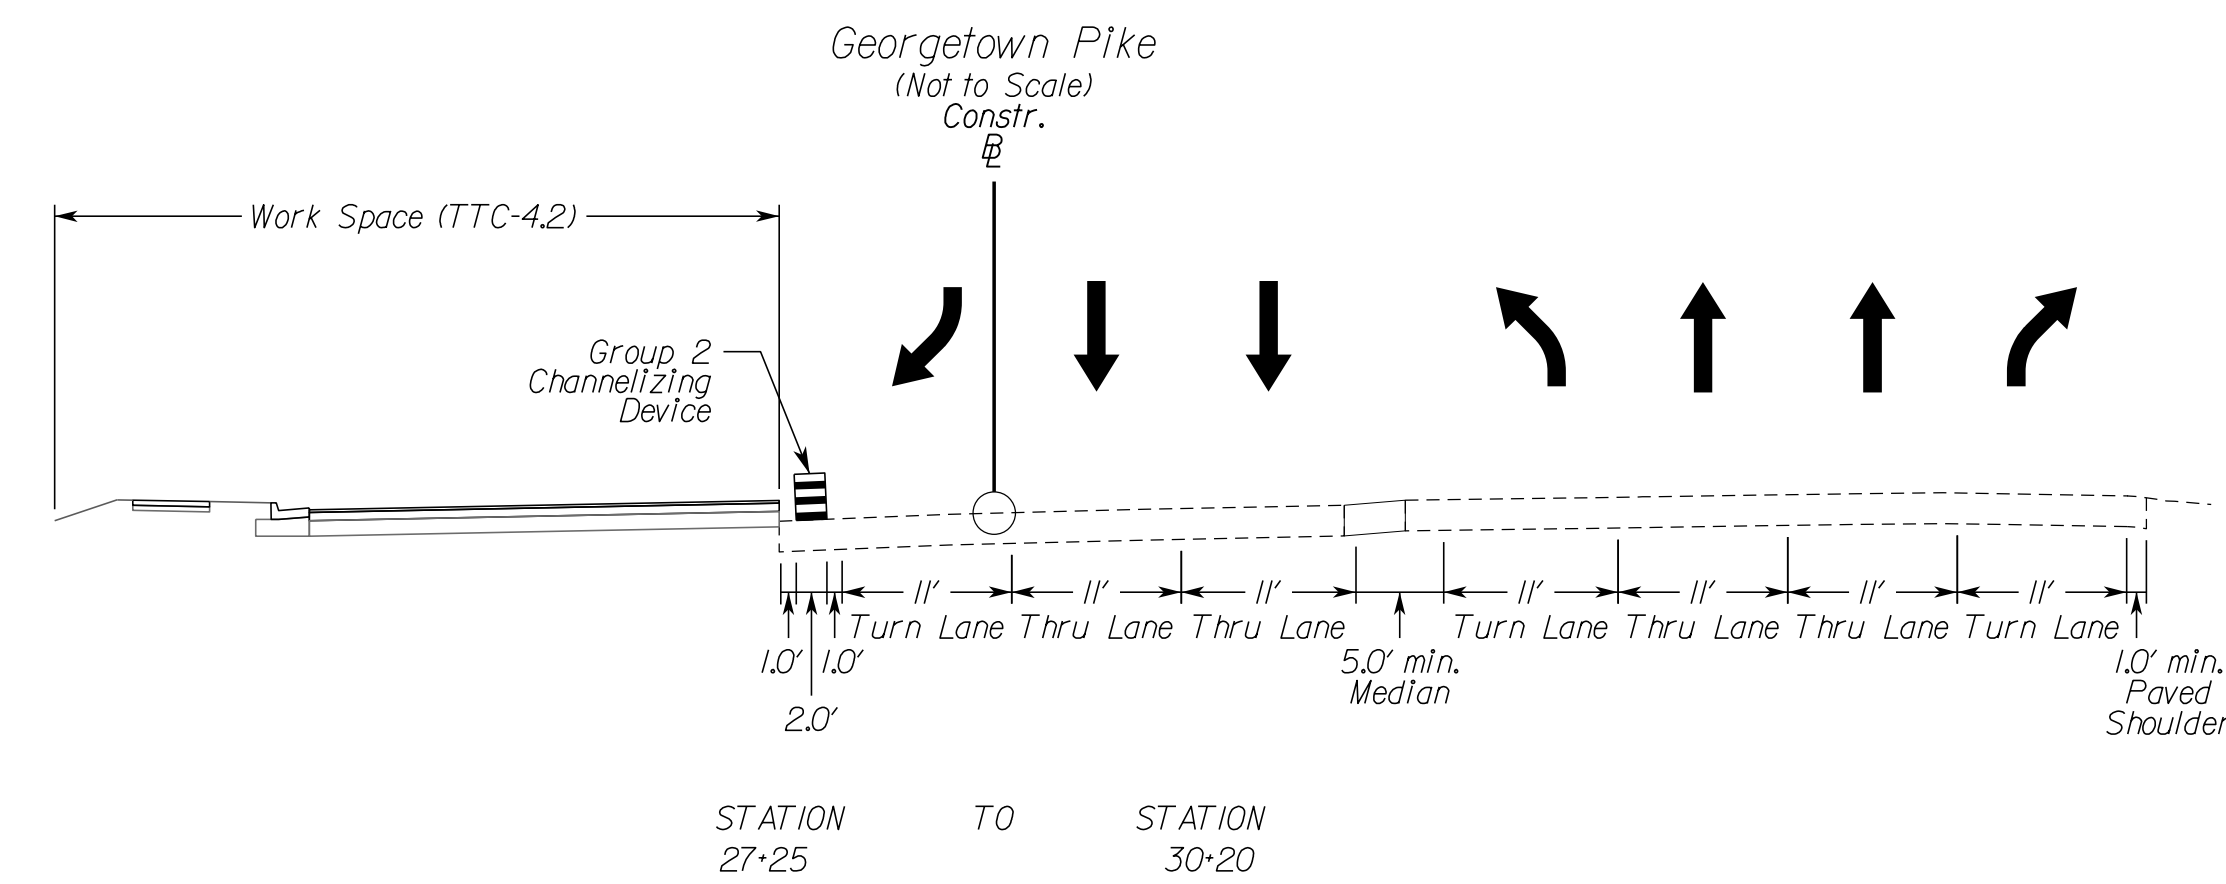 Georgetown Pike
(Not to Scale)
Constr.
BL
Work Space (TTC-4.2)
Group 2
Channelizing
Device
11' 11' 11' 11' 11' 11' 11'
Turn Lane Thru Lane Thru Lane Turn Lane Thru Lane Thru Lane Turn Lane
1.0' 1.0'
2.0'
5.0' min.
Median
1.0' min.
Paved
Shoulder
STATION TO STATION
27+25 30+20